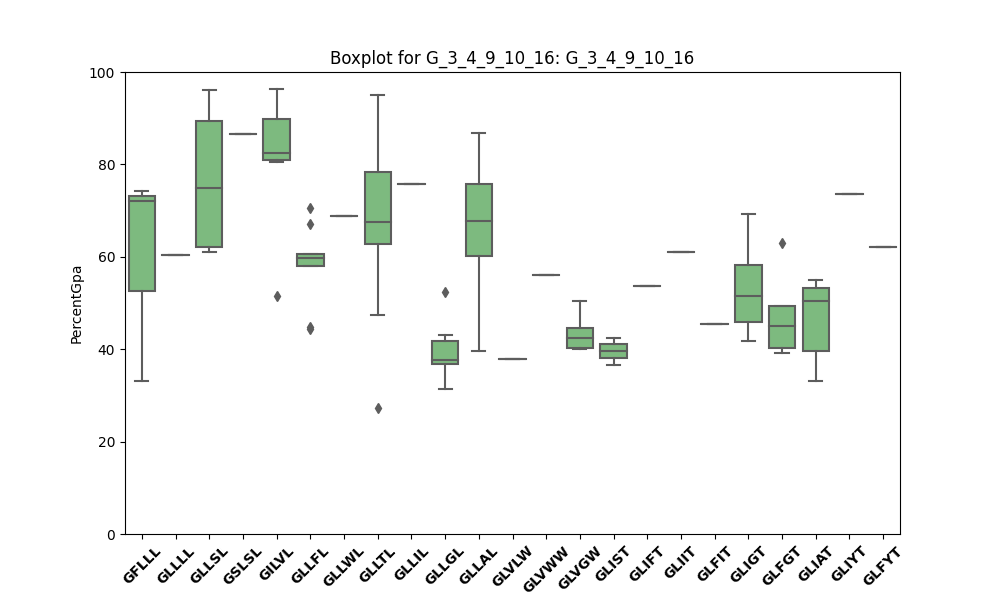 Boxplot for G_3_4_9_10_16: G_3_4_9_10_16
PercentGpa
100
80
60
40
20
0
GFLLL
GLLLL
GLLSL
GSLSL
GILVL
GLLFL
GLLWL
GLLTL
GLLIL
GLLGL
GLLAL
GLVLW
GLVWW
GLVGW
GLIST
GLIFT
GLIIT
GLFIT
GLIGT
GLFGT
GLIAT
GLIYT
GLFYT